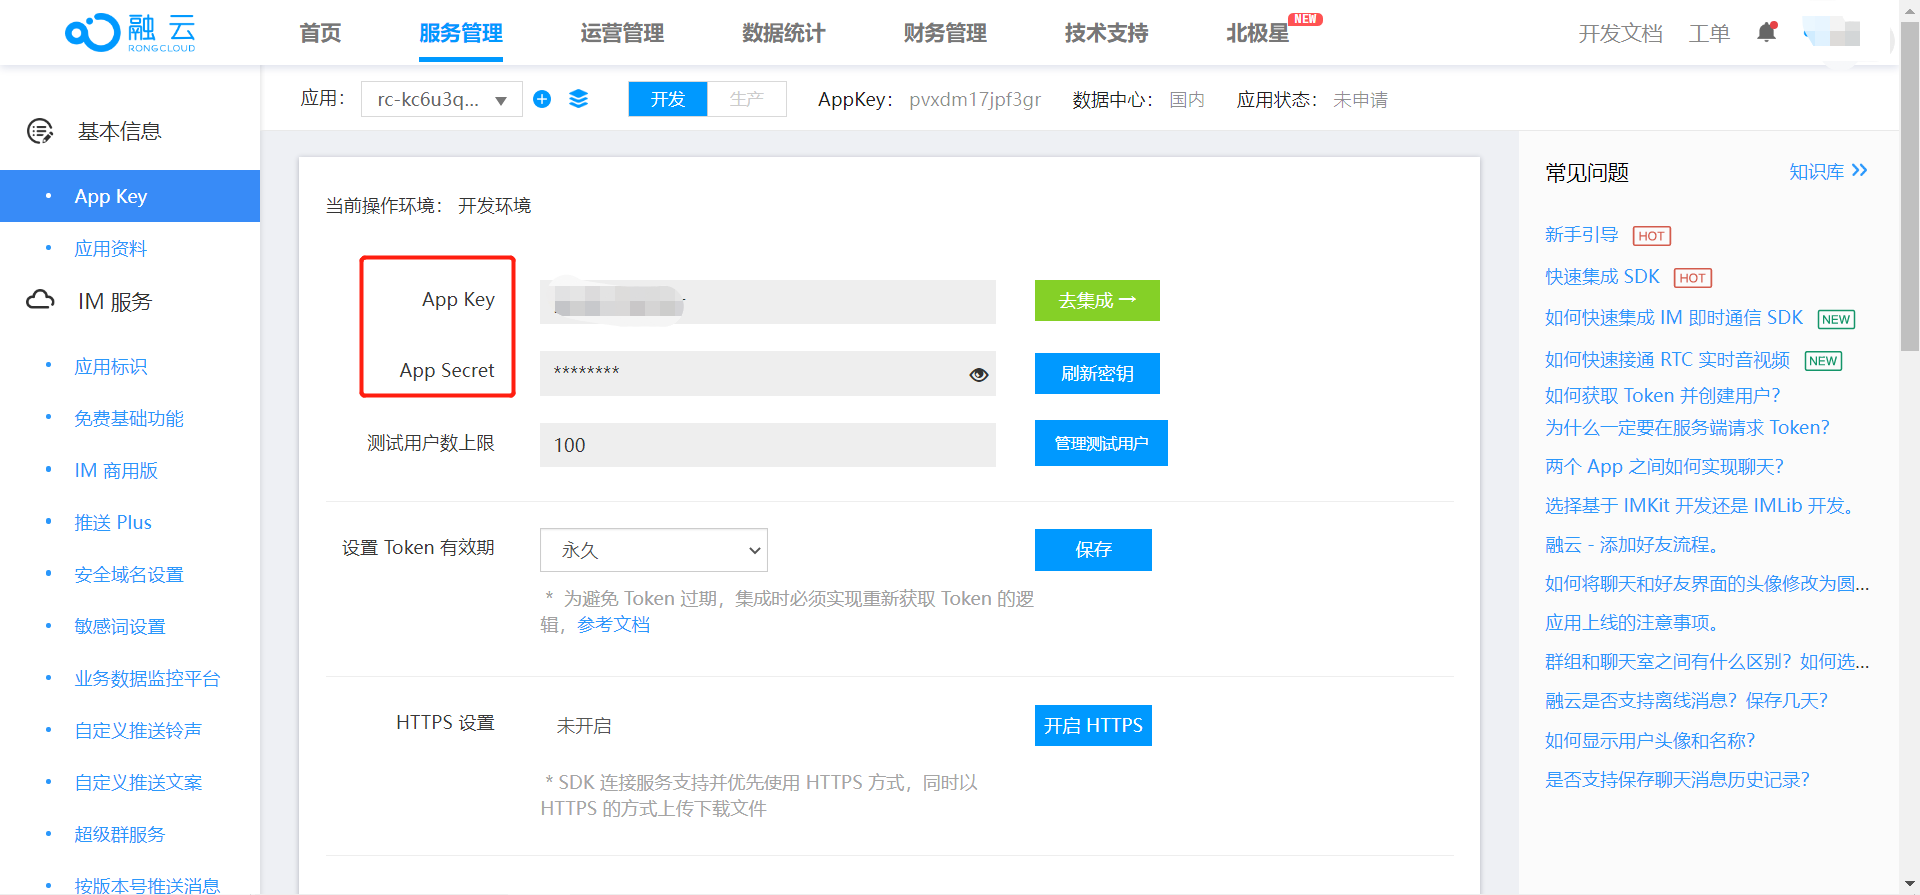 融云
RONGCLOUD
首页
服务管理
运营管理
数据统计
财务管理
技术支持
北极星
NEW
开发文档
工单
应用：
rc-kc6u3q...
开发
生产
AppKey：
pvxdm17jpf3gr
数据中心：
国内
应用状态：
未申请
基本信息
App Key
应用资料
IM 服务
应用标识
免费基础功能
IM 商用版
推送 Plus
安全域名设置
敏感词设置
业务数据监控平台
自定义推送铃声
自定义推送文案
超级群服务
按版本号推送消息
当前操作环境： 开发环境
App Key
去集成→
App Secret
********
刷新密钥
测试用户数上限
100
管理测试用户
设置 Token 有效期
永久
保存
* 为避免 Token 过期，集成时必须实现重新获取 Token 的逻
辑，参考文档
HTTPS 设置
未开启
开启 HTTPS
* SDK 连接服务支持并优先使用 HTTPS 方式，同时以
HTTPS 的方式上传下载文件
常见问题
知识库
新手引导 HOT
快速集成 SDK HOT
如何快速集成 IM 即时通信 SDK NEW
如何快速接通 RTC 实时音视频 NEW
如何获取 Token 并创建用户？
为什么一定要在服务端请求 Token？
两个 App 之间如何实现聊天？
选择基于 IMKit 开发还是 IMLib 开发。
融云 - 添加好友流程。
如何将聊天和好友界面的头像修改为圆...
应用上线的注意事项。
群组和聊天室之间有什么区别？如何选...
融云是否支持离线消息？保存几天？
如何显示用户头像和名称？
是否支持保存聊天消息历史记录？